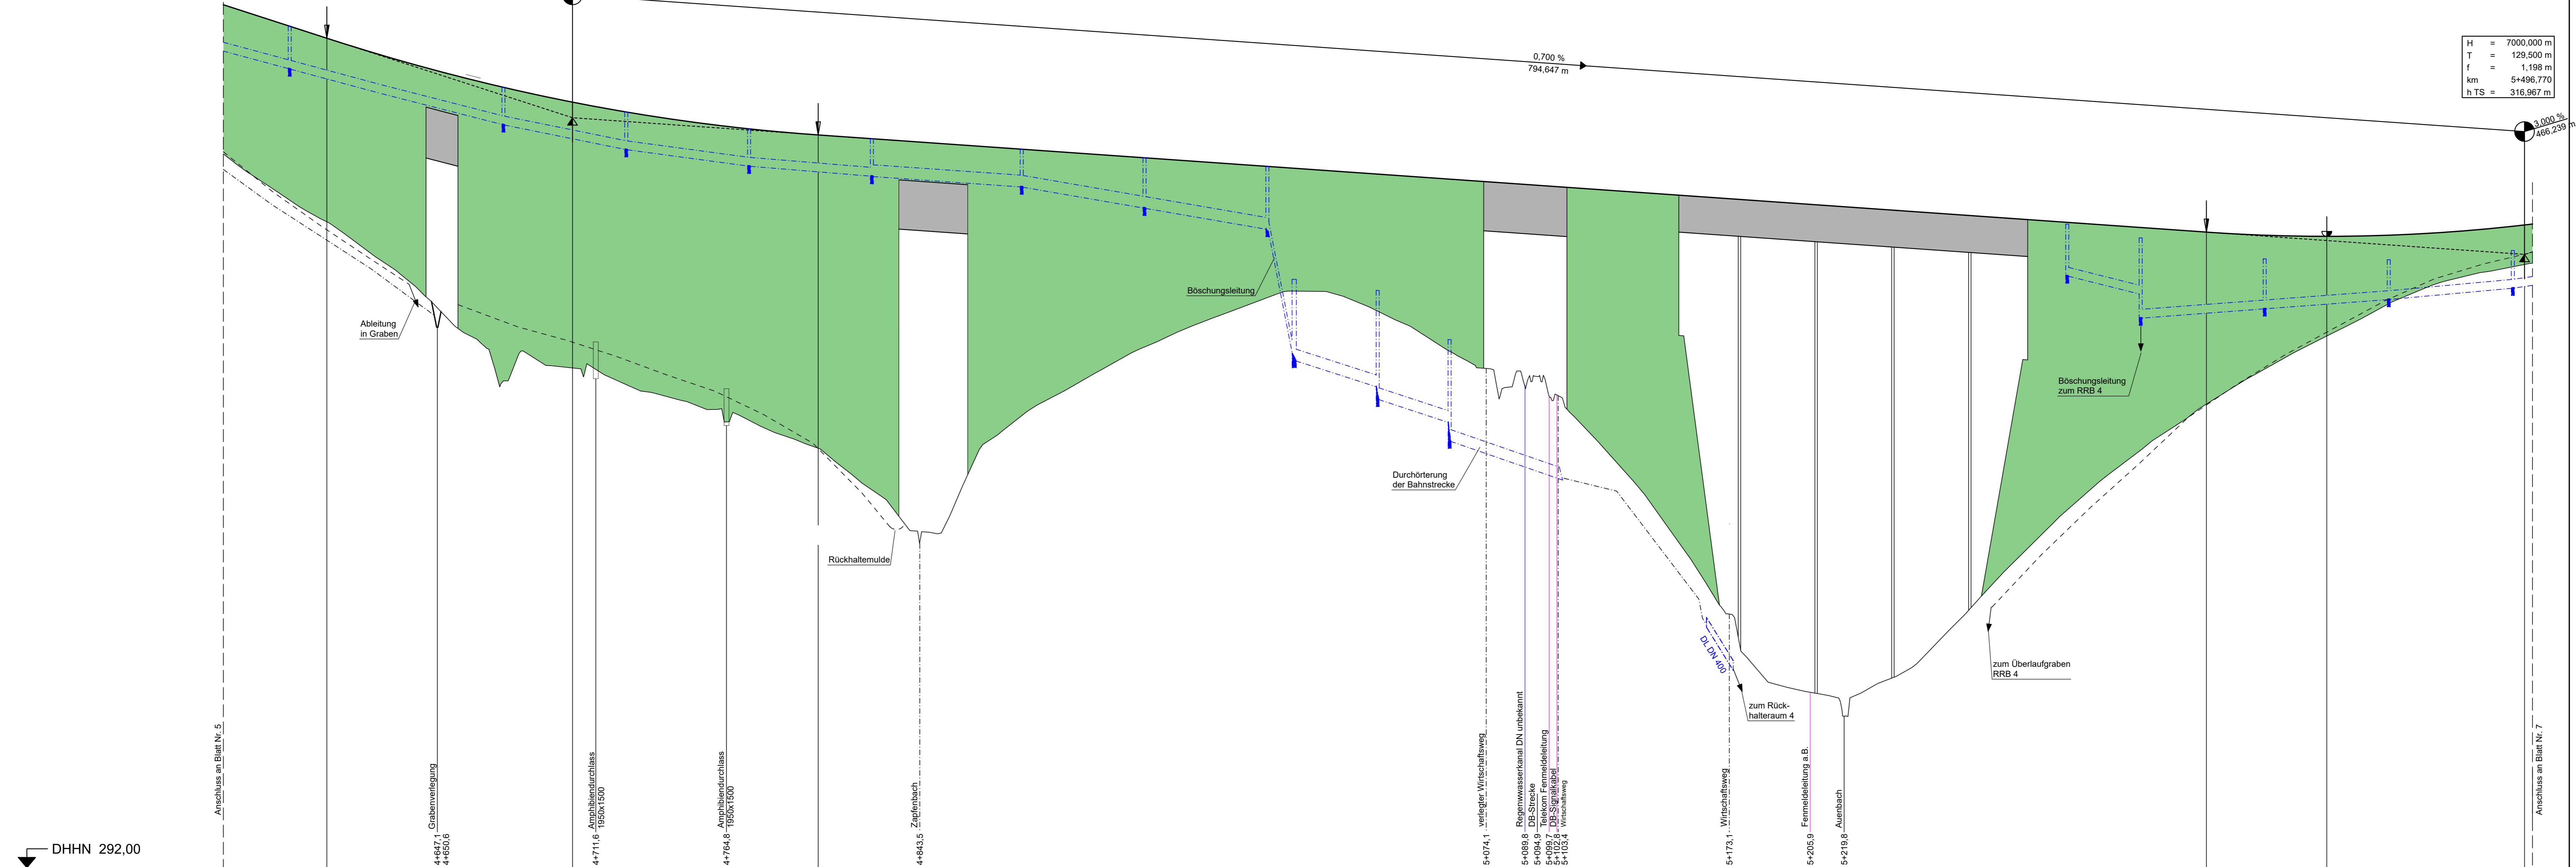 0,700 %
794,647 m
H = 7000,000 m
T = 129,500 m
f = 1,198 m
km 5+496,770
h TS = 316,967 m
3,000 %
466,239 m
Böschungsleitung
Ableitung
in Graben
Böschungsleitung
zum RRB 4
Durchörterung
der Bahnstrecke
Rückhaltemulde
DL DN 400
zum Überlaufgraben
RRB 4
zum Rück-
halteraum 4
Anschluss an Blatt Nr. 5
Grabenverlegung
4+647,1
4+650,6
Amphibiendurchlass
1950x1500
4+711,6
Amphibiendurchlass
1950x1500
4+764,8
Zapfenbach
4+843,5
verlegter Wirtschaftsweg
5+074,1
Regenwwasserkanal DN unbekannt
5+089,8
DB-Strecke
5+094,9
Telekom Fenmeldeleitung
5+099,7
DB-Signalkabel
5+102,8
Wirtschaftsweg
5+103,4
Wirtschaftsweg
5+173,1
Fenmeldeleitung a.B.
5+205,9
Auenbach
5+219,8
Anschluss an Blatt Nr. 7
DHHN 292,00